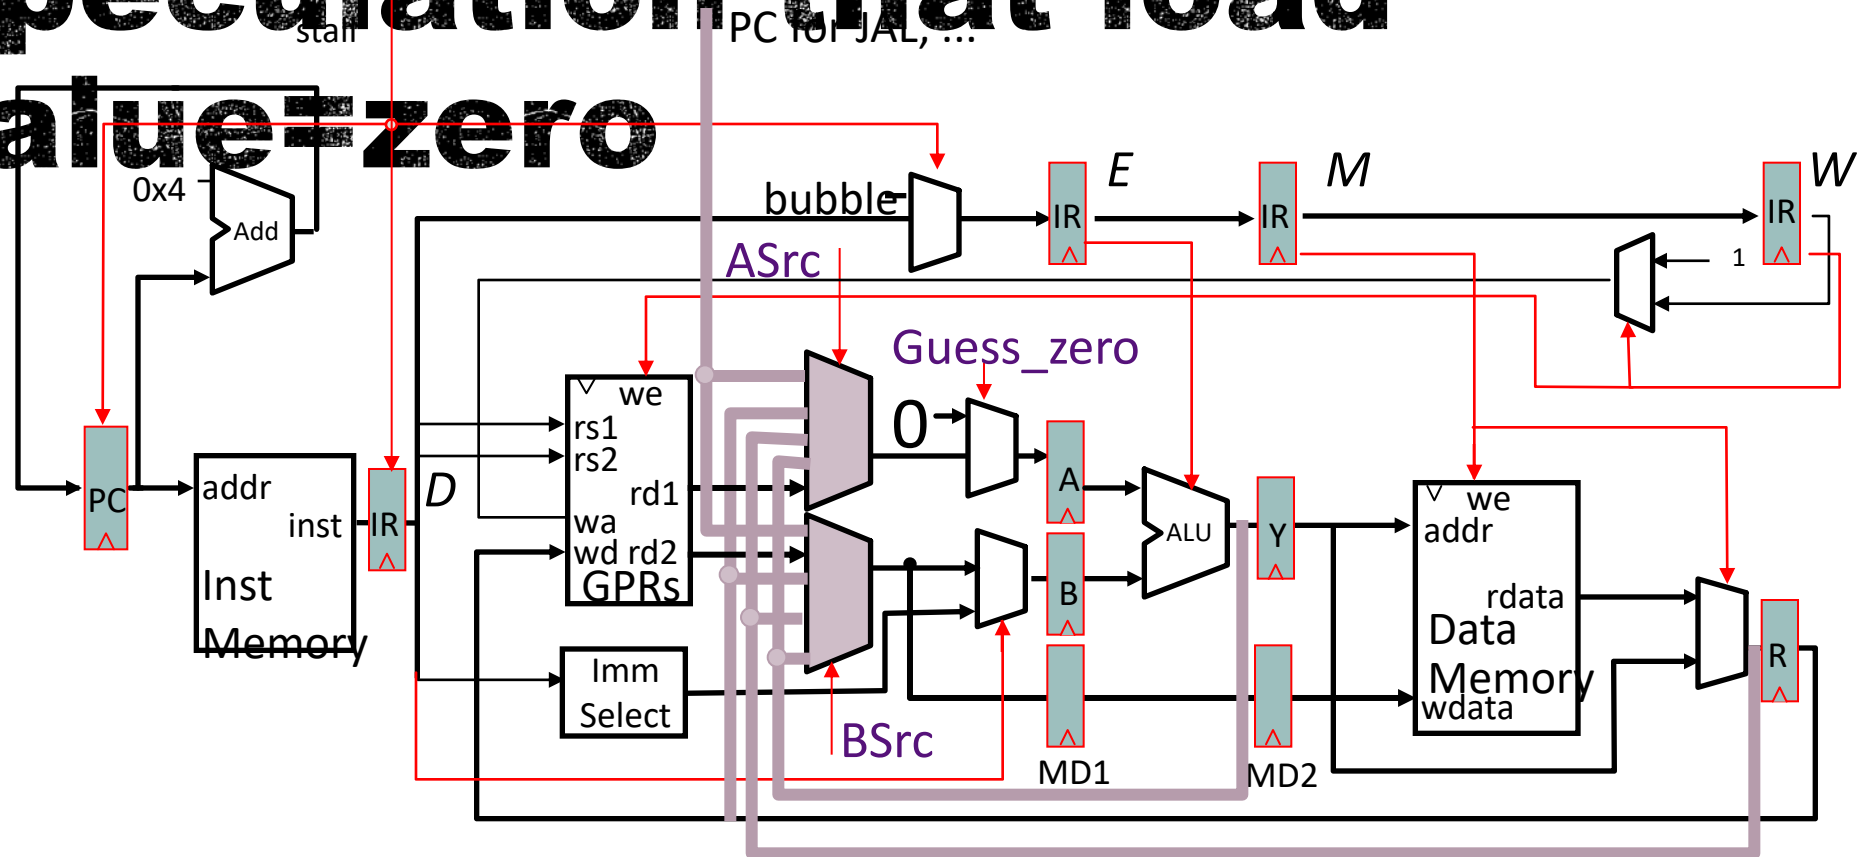 peculation that load
stall
PC for JAL, ...
alue=zero
0x4
Add
bubble
IR
E
IR
M
IR
W
1
ASrc
Guess_zero
0
we
rs1
rs2
rd1
wa
wd rd2
GPRs
PC
addr
inst
Inst
Memory
IR
D
Imm
Select
BSrc
A
B
ALU
Y
MD1
MD2
we
addr
rdata
Data
Memory
wdata
R